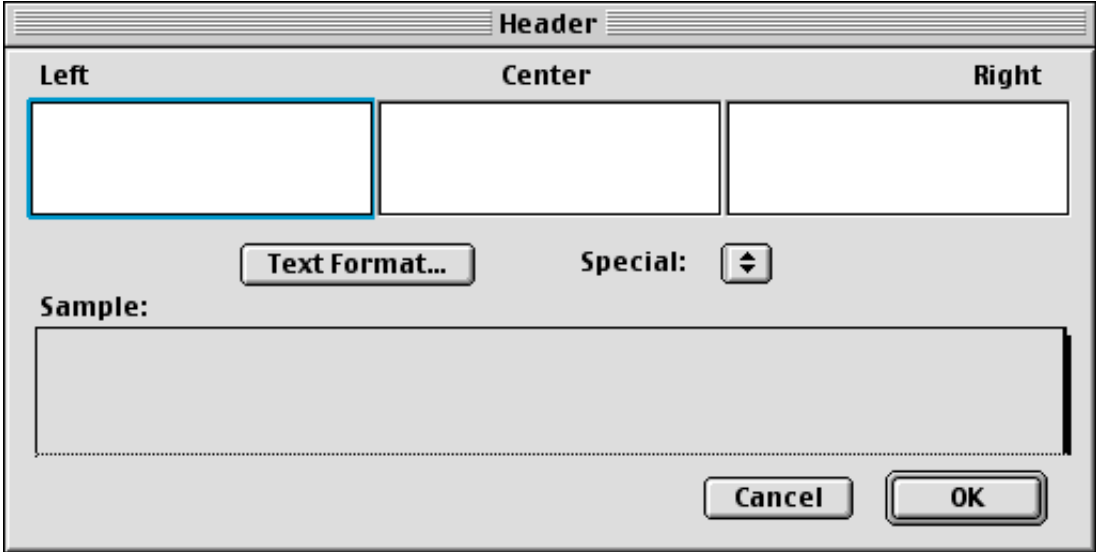 Header
Left Center Right
Text Format... Special:
Sample:
Cancel OK